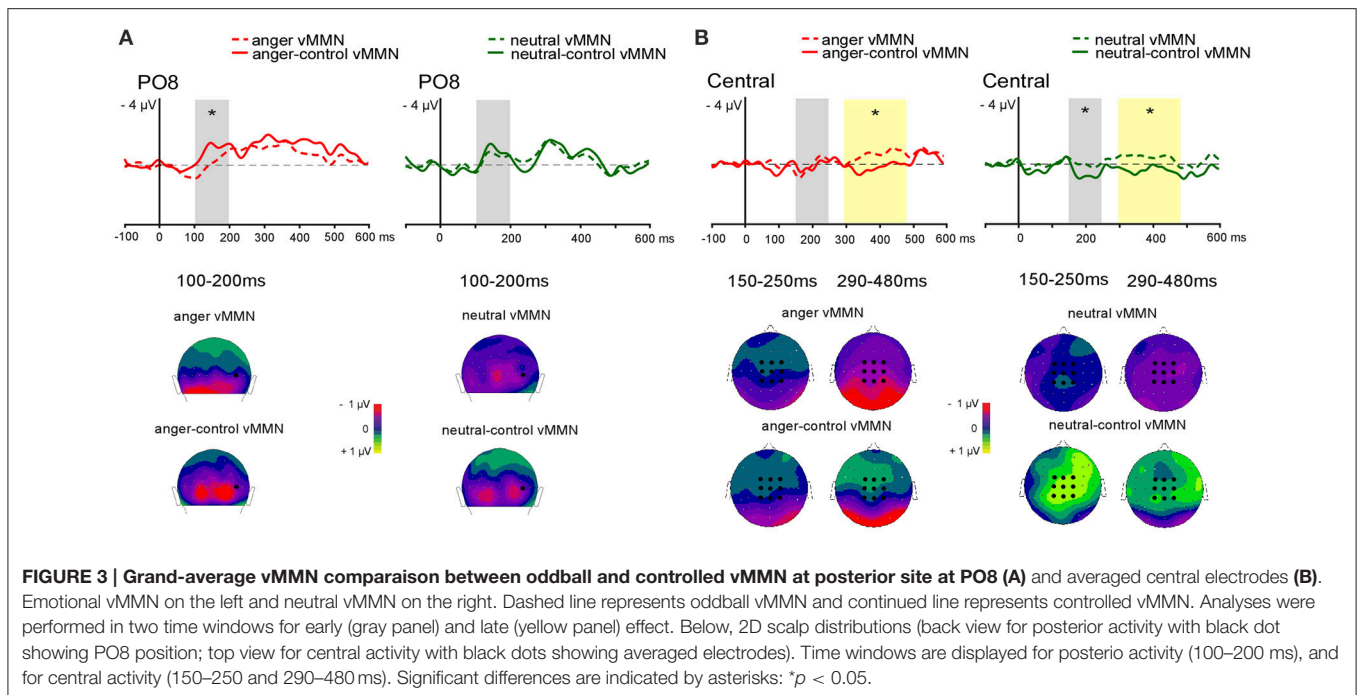 A
anger vMMN
anger-control vMMN
neutral vMMN
neutral-control vMMN
PO8
PO8
- 4 µV
*
-100 0 100 200 300 400 500 600 ms
0 200 400 600 ms
100-200ms
100-200ms
anger vMMN
neutral vMMN
- 1 µV
0
+ 1 µV
anger-control vMMN
neutral-control vMMN
B
anger vMMN
anger-control vMMN
neutral vMMN
neutral-control vMMN
Central
Central
- 4 µV
*
* *
-100 0 100 200 300 400 500 600 ms
0 200 400 600 ms
150-250ms 290-480ms
150-250ms 290-480ms
anger vMMN
neutral vMMN
- 1 µV
0
+ 1 µV
anger-control vMMN
neutral-control vMMN
FIGURE 3 | Grand-average vMMN comparaison between oddball and controlled vMMN at posterior site at PO8 (A) and averaged central electrodes (B).
Emotional vMMN on the left and neutral vMMN on the right. Dashed line represents oddball vMMN and continued line represents controlled vMMN. Analyses were
performed in two time windows for early (gray panel) and late (yellow panel) effect. Below, 2D scalp distributions (back view for posterior activity with black dot
showing PO8 position; top view for central activity with black dots showing averaged electrodes). Time windows are displayed for posterio activity (100–200 ms), and
for central activity (150–250 and 290–480 ms). Significant differences are indicated by asterisks: *p < 0.05.